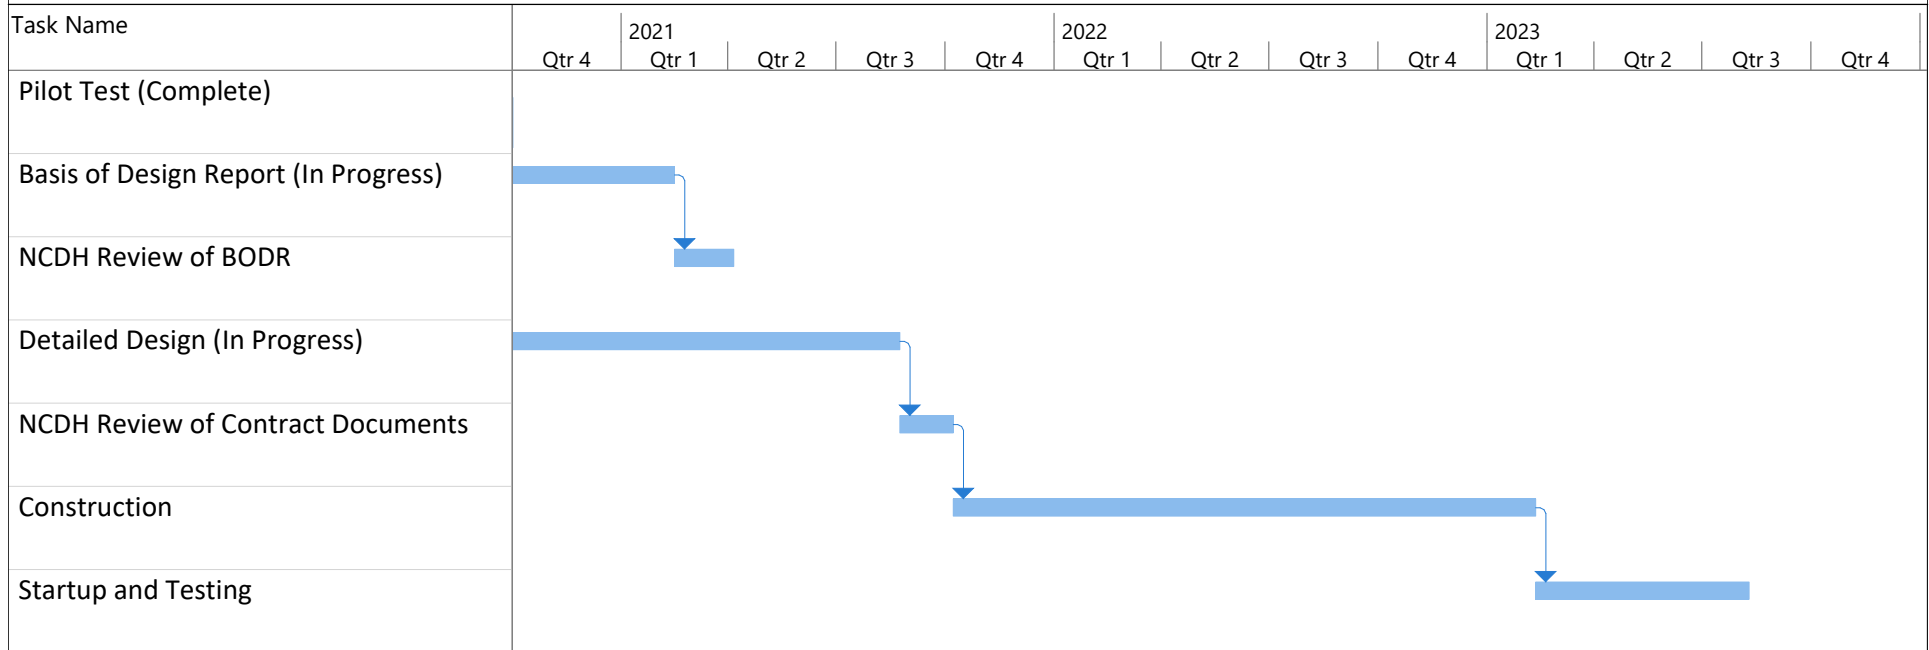 Task Name
2021 2022 2023
Qtr 4 Qtr 1 Qtr 2 Qtr 3 Qtr 4 Qtr 1 Qtr 2 Qtr 3 Qtr 4 Qtr 1 Qtr 2 Qtr 3 Qtr 4
Pilot Test (Complete)
Basis of Design Report (In Progress)
NCDH Review of BODR
Detailed Design (In Progress)
NCDH Review of Contract Documents
Construction
Startup and Testing